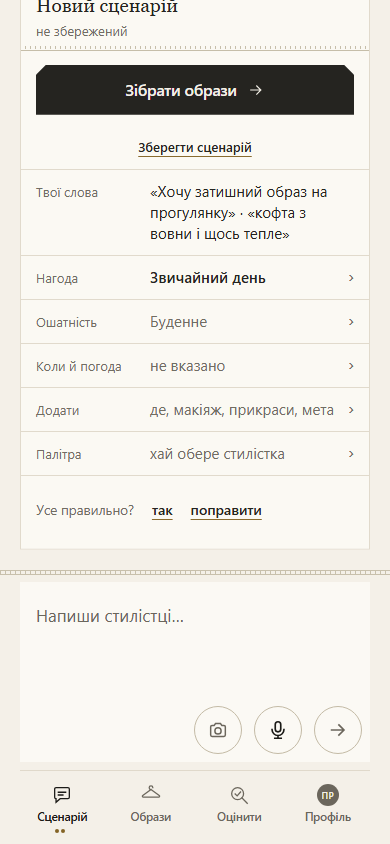 Новий сценарій
не збережений
Зібрати образи →
Зберегти сценарій
Твої слова
«Хочу затишний образ на
прогулянку» · «кофта з
вовни і щось тепле»
Нагода Звичайний день
Ошатність Буденне
Коли й погода не вказано
Додати де, макіяж, прикраси, мета
Палітра хай обере стилістка
Усе правильно? так поправити
Напиши стилістці...
ПР
Сценарій Образи Оцінити Профіль